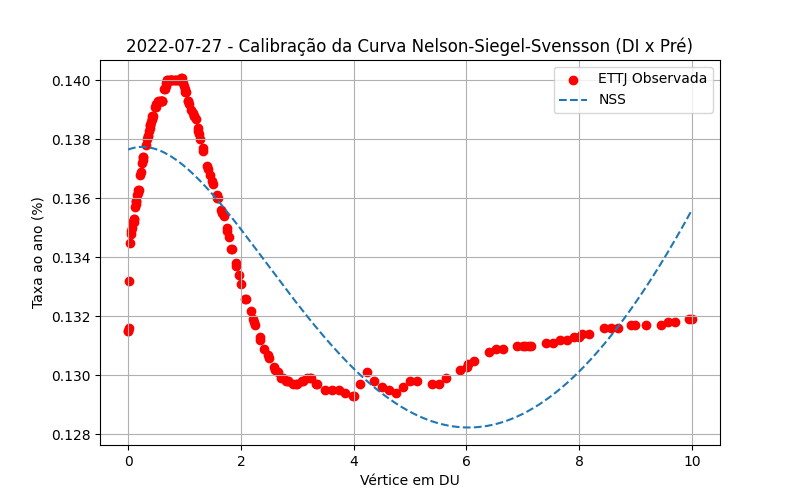 2022-07-27 - Calibração da Curva Nelson-Siegel-Svensson (DI x Pré)
ETTJ Observada
NSS
Taxa ao ano (%)
0.140
0.138
0.136
0.134
0.132
0.130
0.128
0 2 4 6 8 10
Vértice em DU